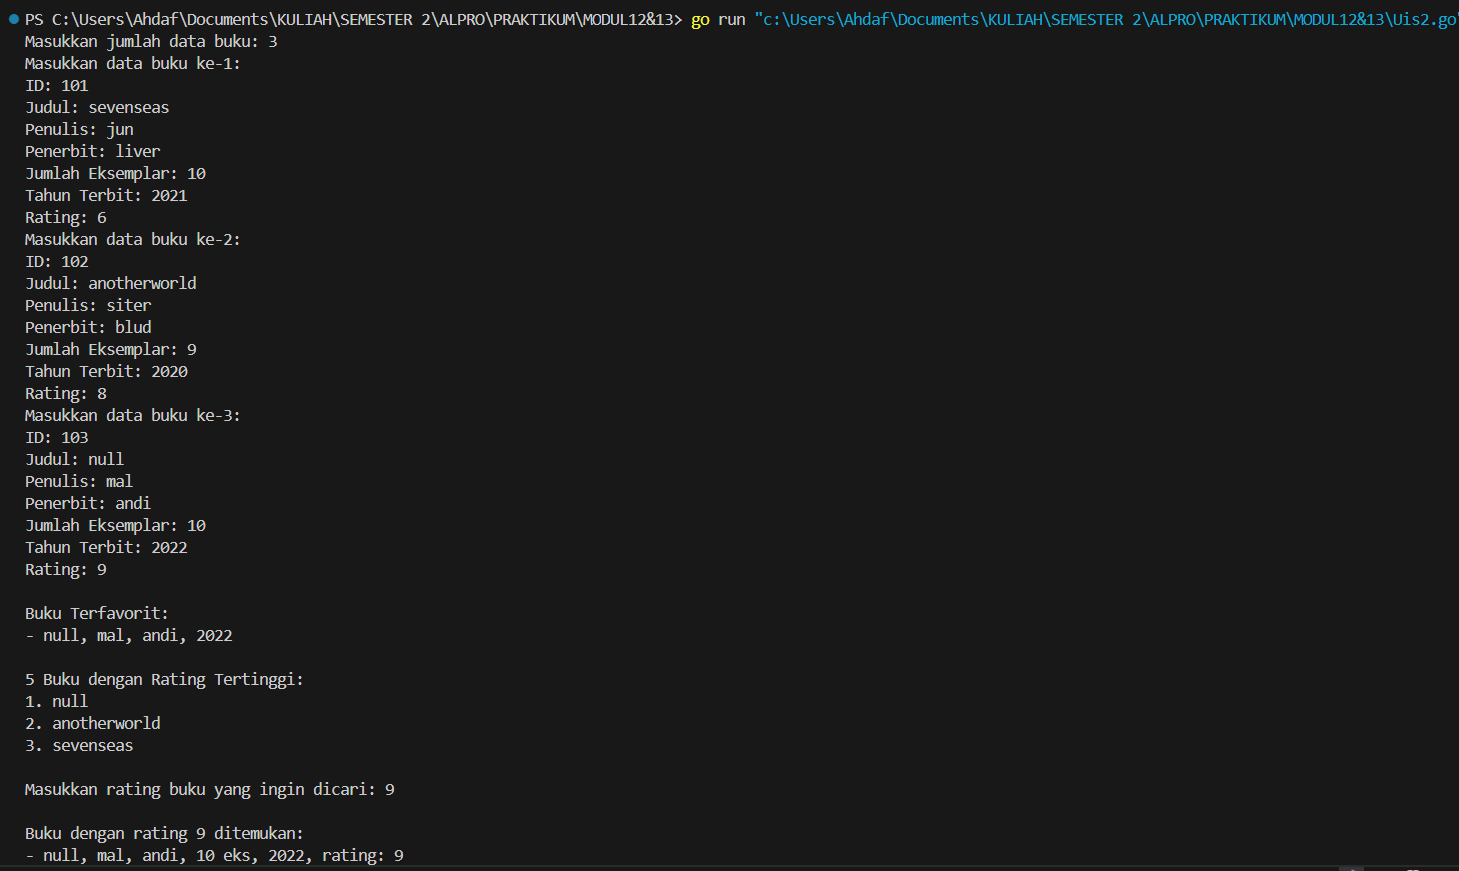 PS C:\Users\Ahdaf\Documents\KULIAH\SEMESTER 2\ALPRO\PRAKTIKUM\MODUL12&13> go run "c:\Users\Ahdaf\Documents\KULIAH\SEMESTER 2\ALPRO\PRAKTIKUM\MODUL12&13\Uis2.go"
Masukkan jumlah data buku: 3
Masukkan data buku ke-1:
ID: 101
Judul: sevenseas
Penulis: jun
Penerbit: liver
Jumlah Eksemplar: 10
Tahun Terbit: 2021
Rating: 6
Masukkan data buku ke-2:
ID: 102
Judul: anotherworld
Penulis: siter
Penerbit: blud
Jumlah Eksemplar: 9
Tahun Terbit: 2020
Rating: 8
Masukkan data buku ke-3:
ID: 103
Judul: null
Penulis: mal
Penerbit: andi
Jumlah Eksemplar: 10
Tahun Terbit: 2022
Rating: 9
Buku Terfavorit:
- null, mal, andi, 2022
5 Buku dengan Rating Tertinggi:
1. null
2. anotherworld
3. sevenseas
Masukkan rating buku yang ingin dicari: 9
Buku dengan rating 9 ditemukan:
- null, mal, andi, 10 eks, 2022, rating: 9